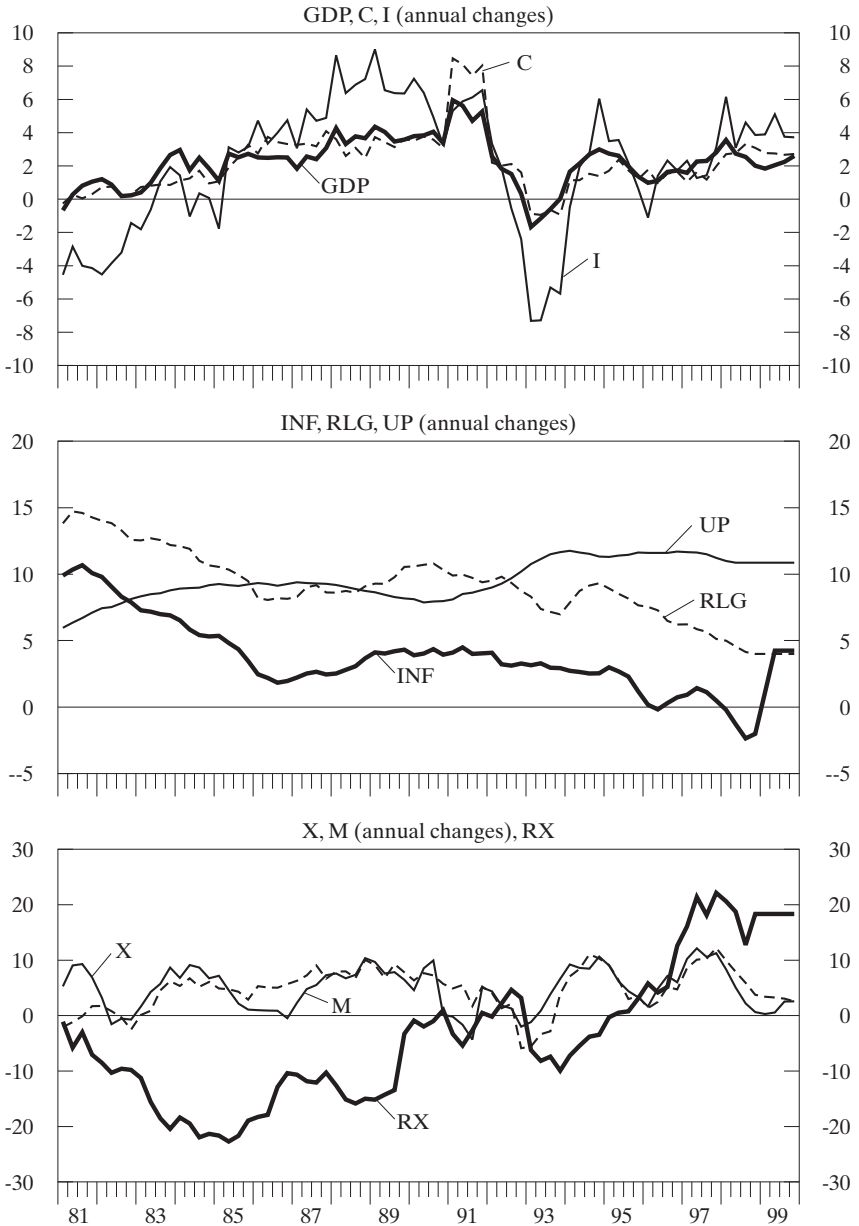 GDP, C, I (annual changes)
10 10
8 8
C
6 6
4 4
2 2
GDP
0 0
-2 -2
I
-4 -4
-6 -6
-8 -8
-10 -10
INF, RLG, UP (annual changes)
20 20
15 15
UP
10 10
RLG
5 5
INF
0 0
--5 --5
X, M (annual changes), RX
30 30
20 20
X
10 10
M
0 0
-10 -10
RX
-20 -20
-30 -30
81 83 85 87 89 91 93 95 97 99